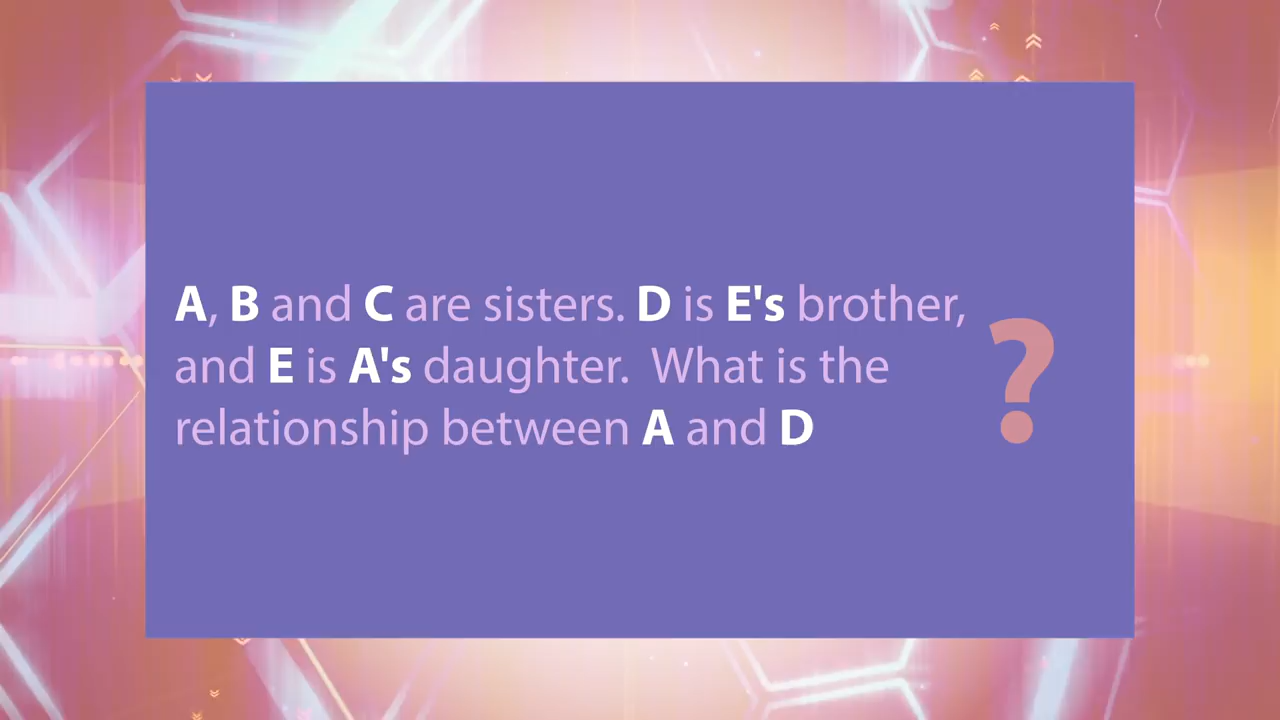 A, B and C are sisters. D is E's brother,
and E is A's daughter. What is the
relationship between A and D
?